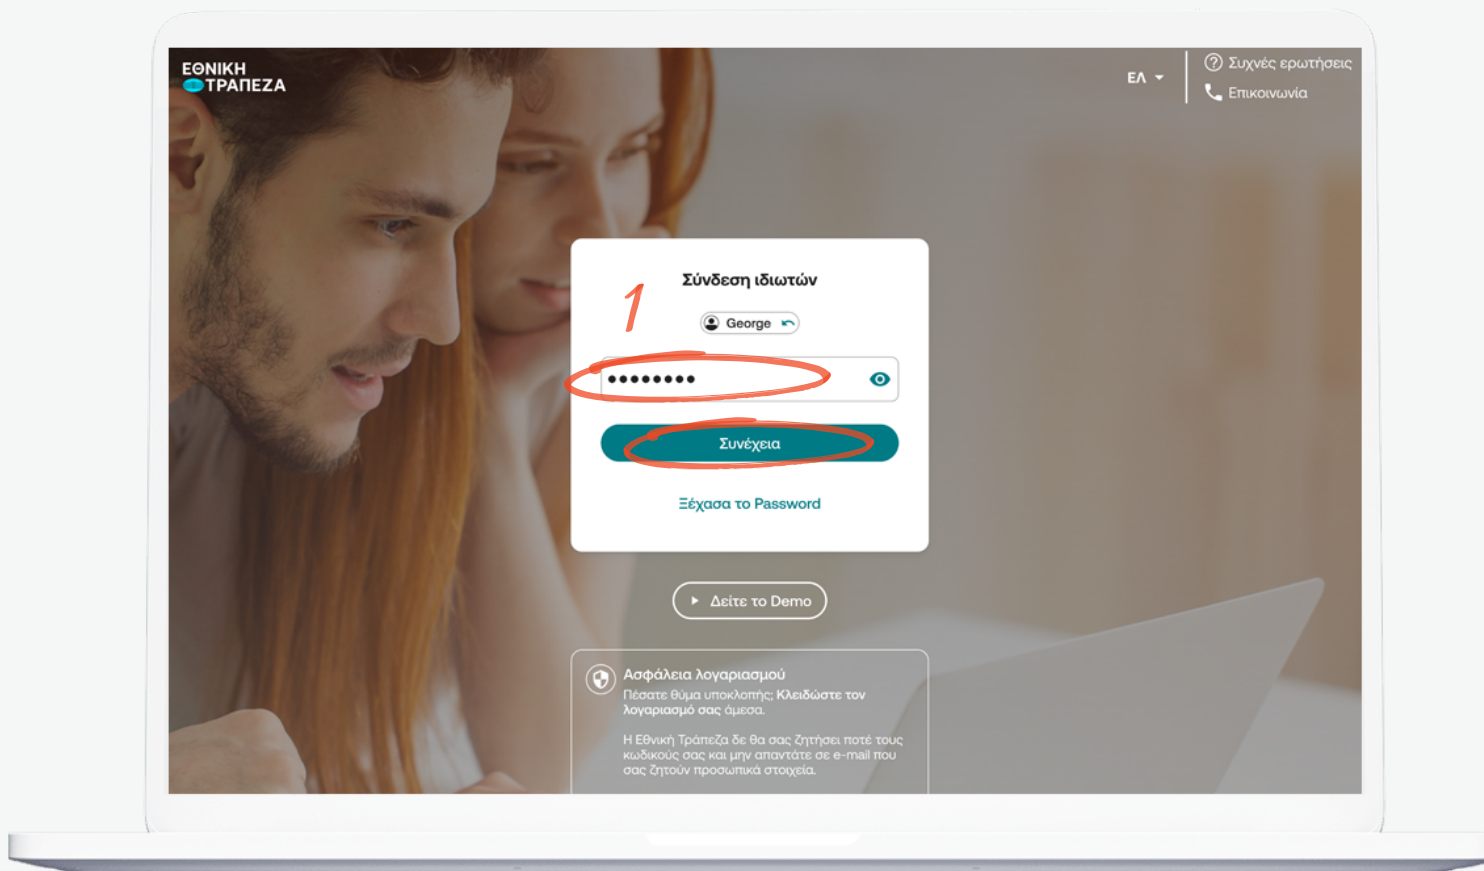 ΕΘΝΙΚΗ
ΤΡΑΠΕΖΑ
ΕΛ
Συχνές ερωτήσεις
Επικοινωνία
Σύνδεση ιδιωτών
1
George
••••••••
Συνέχεια
Ξέχασα το Password
Δείτε το Demo
Ασφάλεια λογαριασμού
Πέσατε θύμα υποκλοπής; Κλειδώστε τον
λογαριασμό σας άμεσα.
Η Εθνική Τράπεζα δε θα σας ζητήσει ποτέ τους
κωδικούς σας και μην απαντάτε σε e-mail που
σας ζητούν προσωπικά στοιχεία.